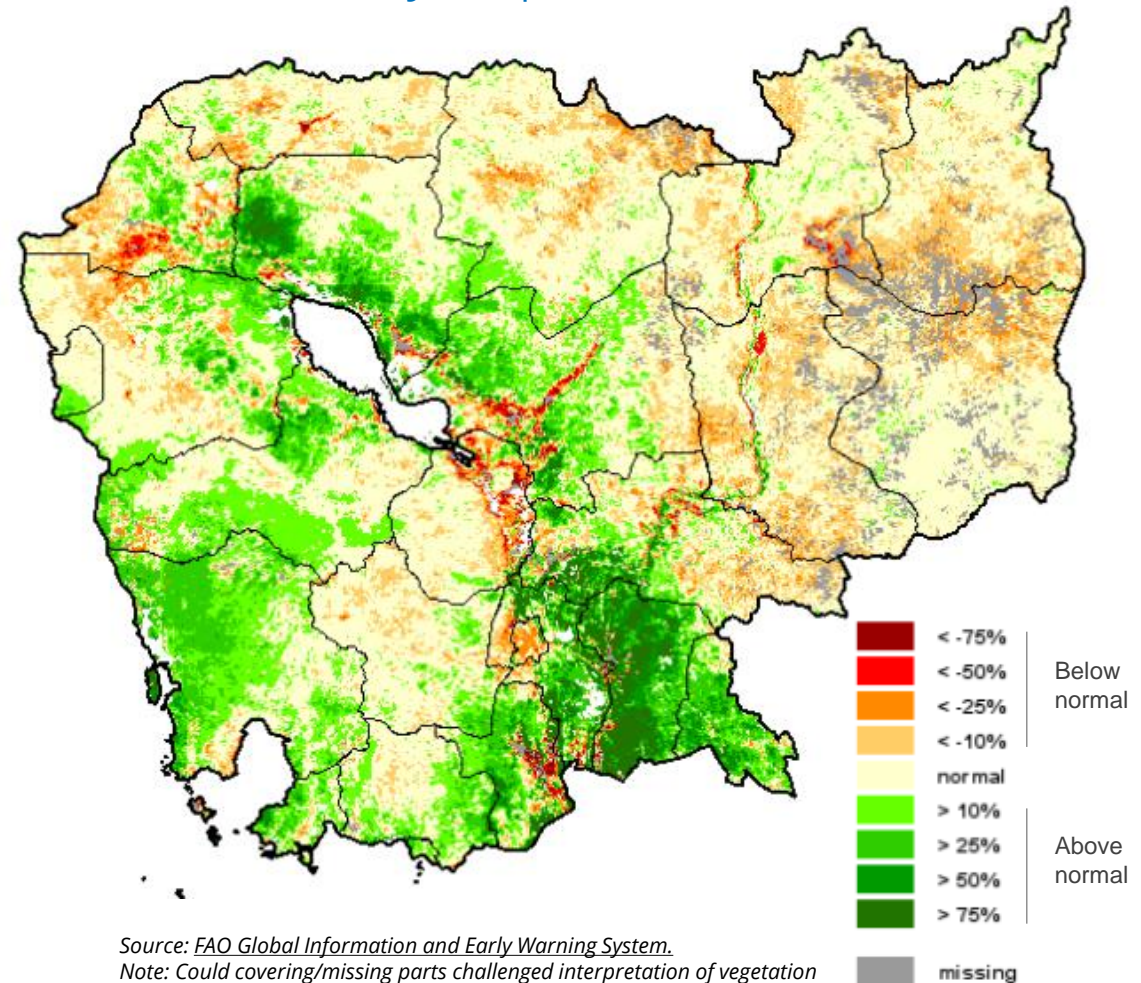 < -75%
< -50%
< -25%
< -10%
Below
normal
normal
> 10%
> 25%
> 50%
> 75%
Above
normal
missing
Source: FAO Global Information and Early Warning System.
Note: Could covering/missing parts challenged interpretation of vegetation